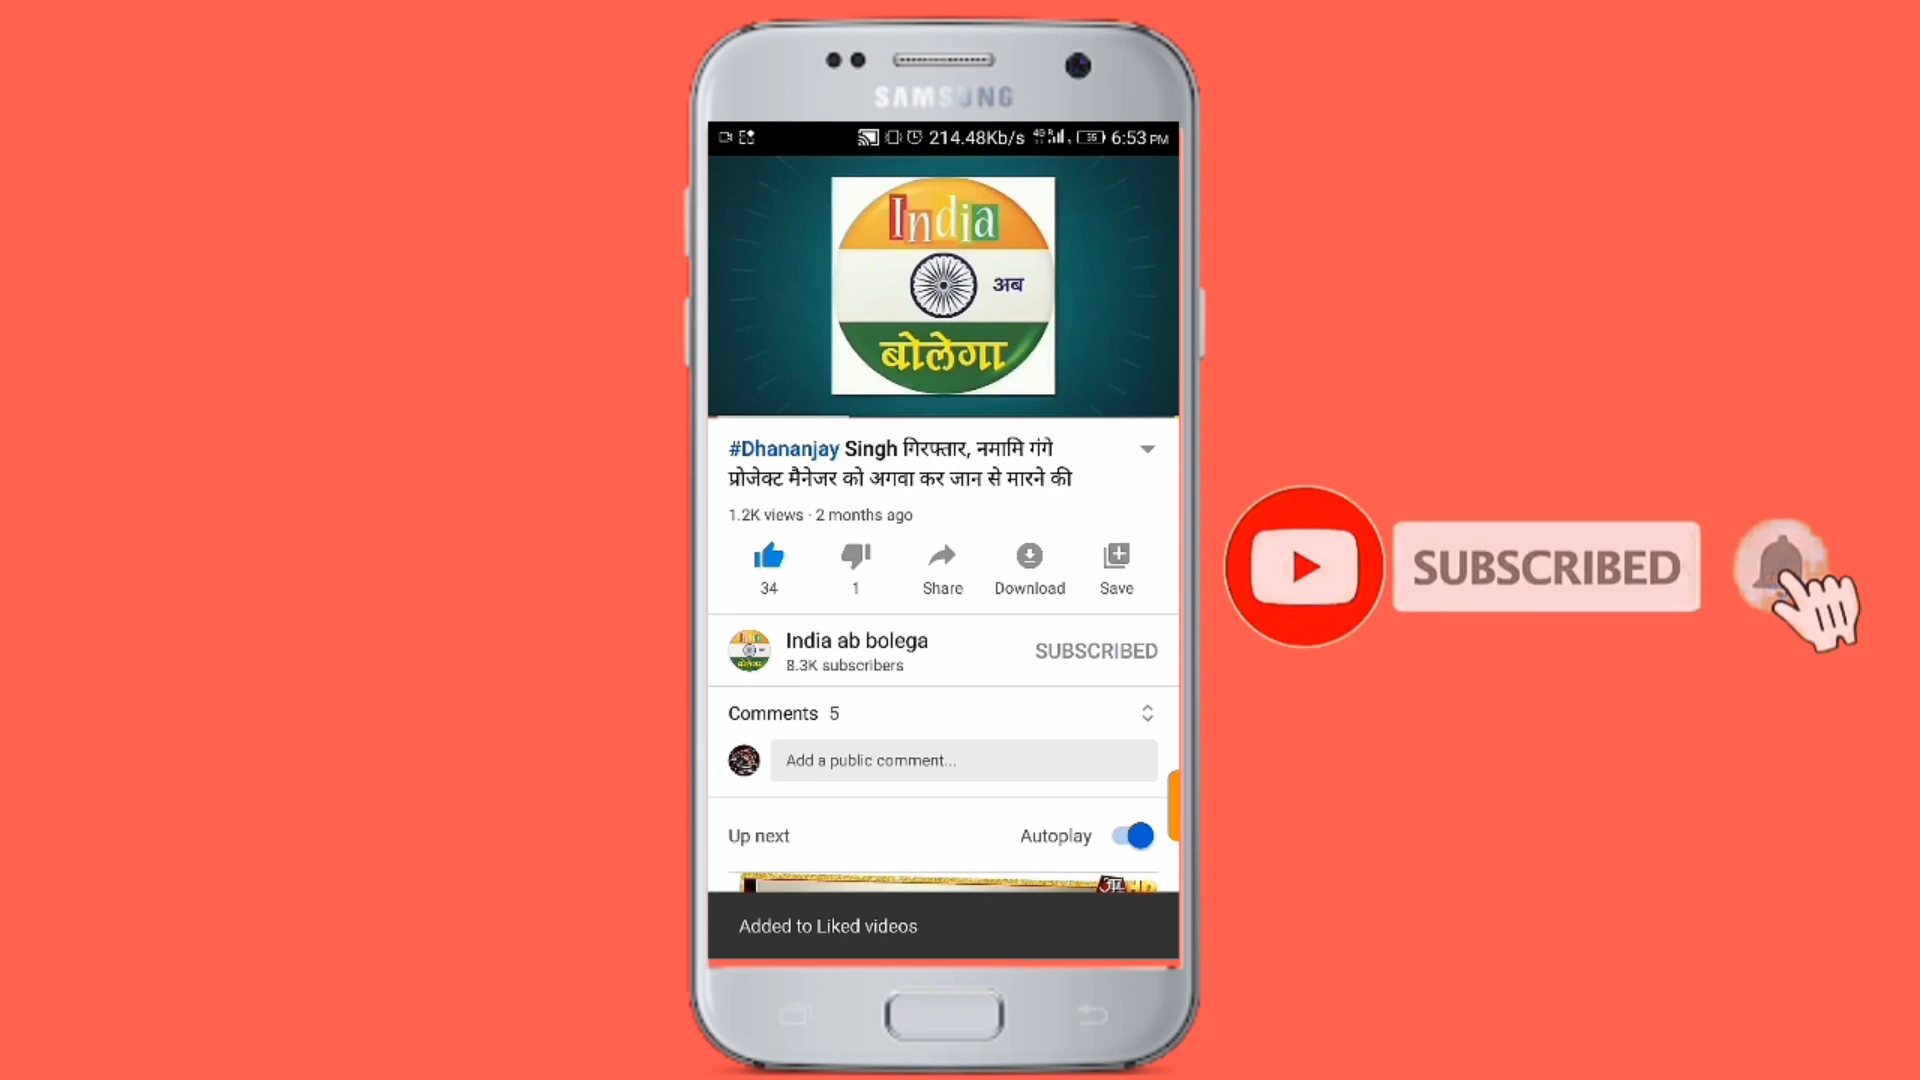 SAMSUNG
214.48Kb/s 4G R 35 6:53 PM
India
अब
बोलेगा
#Dhananjay Singh गिरफ्तार, नमामि गंगे
प्रोजेक्ट मैनेजर को अगवा कर जान से मारने की
1.2K views · 2 months ago
34 1 Share Download Save
India ab bolega
8.3K subscribers
SUBSCRIBED
Comments 5
Add a public comment...
Up next Autoplay
Added to Liked videos
SUBSCRIBED